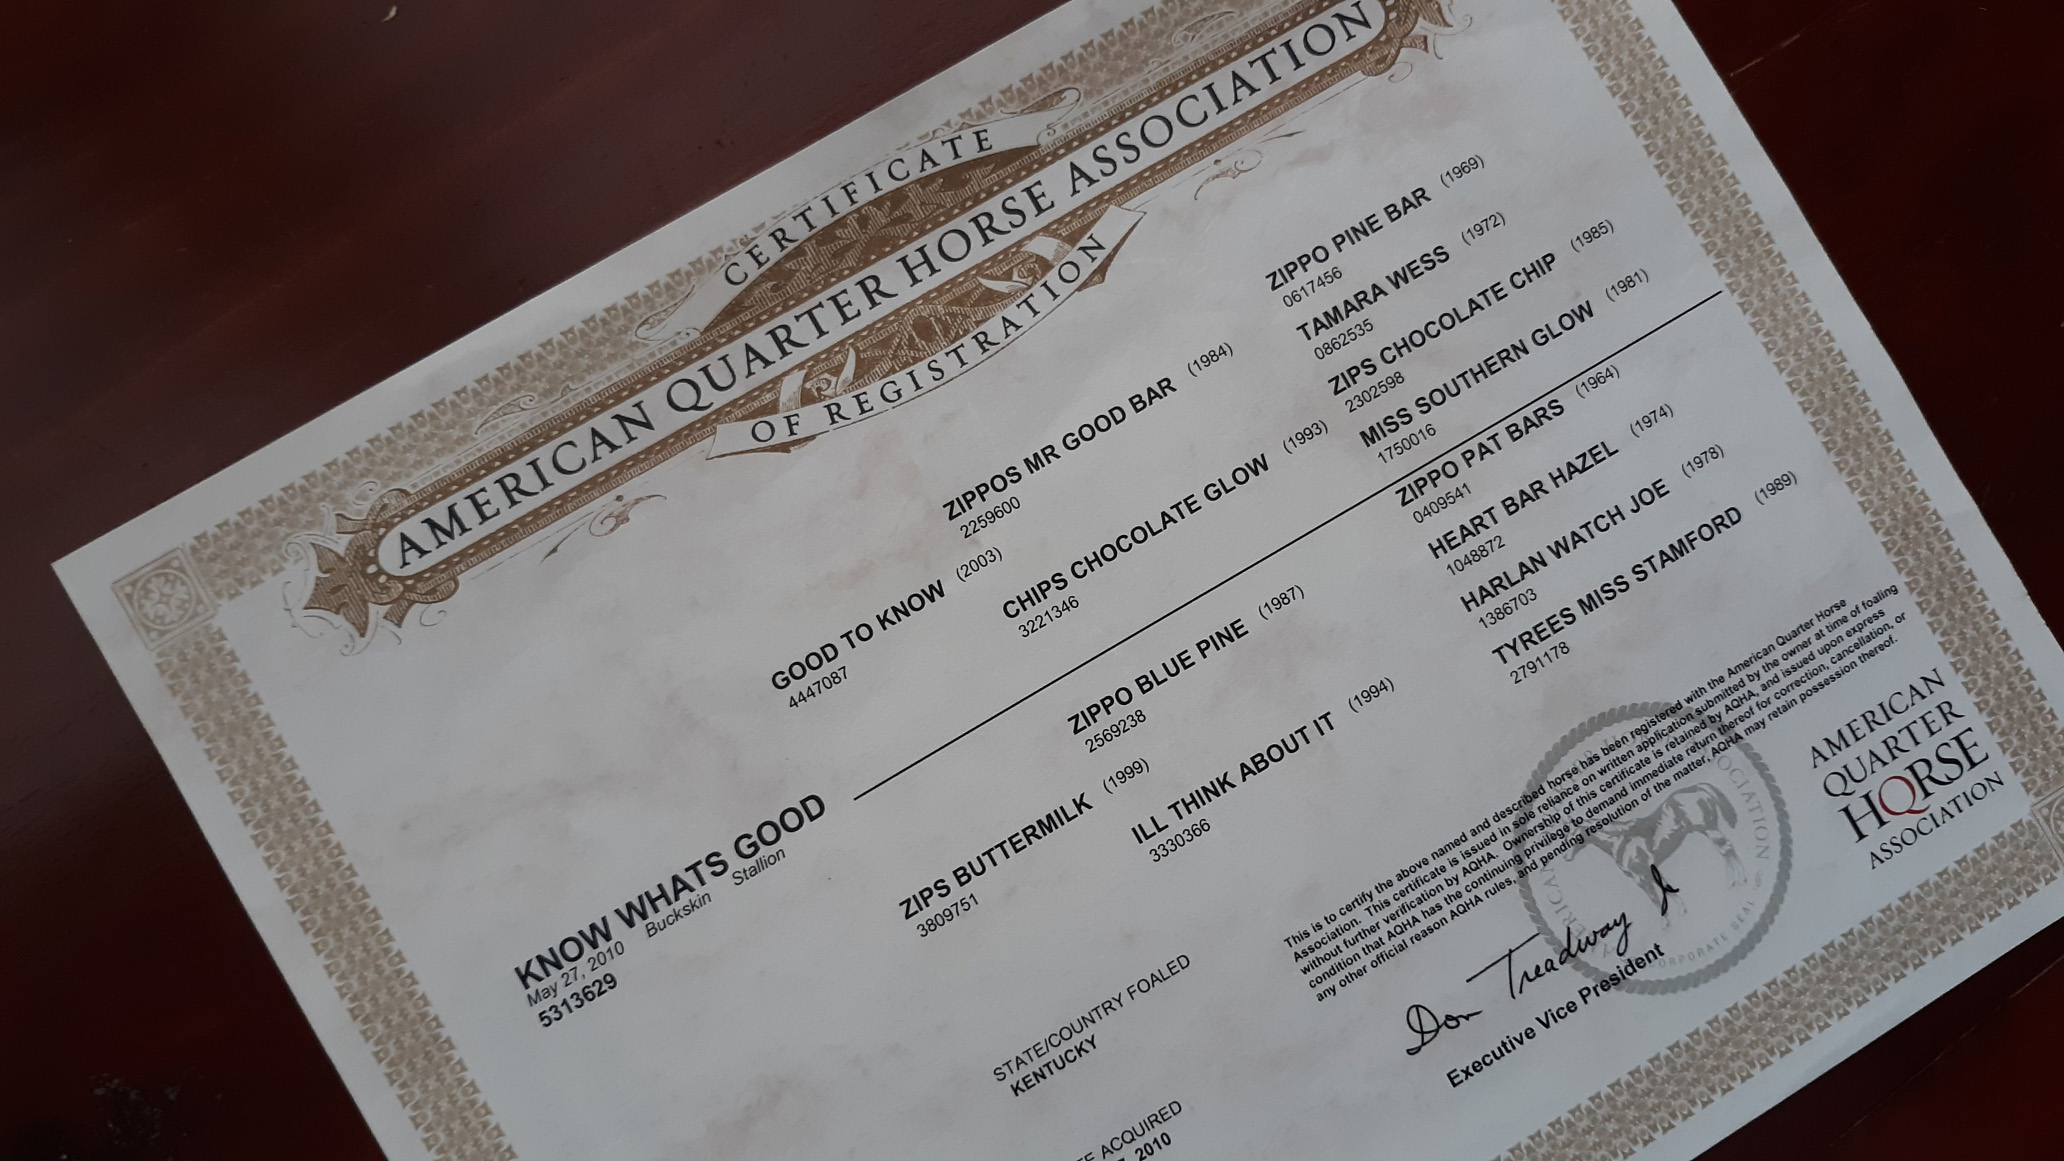 CERTIFICATE
AMERICAN QUARTER HORSE ASSOCIATION
OF REGISTRATION
ZIPPO PINE BAR (1969)
0617456
ZIPPOS MR GOOD BAR (1984)
2259600
TAMARA WESS (1972)
0862535
GOOD TO KNOW (2003)
4447087
ZIPS CHOCOLATE CHIP (1985)
2302598
CHIPS CHOCOLATE GLOW (1993)
3221346
MISS SOUTHERN GLOW (1981)
1750016
KNOW WHATS GOOD
May 27, 2010 Buckskin Stallion
5313629
ZIPPO PAT BARS (1964)
0409541
ZIPPO BLUE PINE (1987)
2569238
HEART BAR HAZEL (1974)
1048872
ZIPS BUTTERMILK (1999)
3809751
HARLAN WATCH JOE (1978)
1386703
ILL THINK ABOUT IT (1994)
3330366
TYREES MISS STAMFORD (1989)
2791178
STATE/COUNTRY FOALED
KENTUCKY
ACQUIRED
2010
This is to certify the above named and described horse has been registered with the American Quarter Horse
Association. This certificate is issued in sole reliance on written application submitted by the owner at time of foaling
without further verification by AQHA. Ownership of this certificate is retained by AQHA, and issued upon express
condition that AQHA has the continuing privilege to demand immediate return thereof for correction, cancellation, or
any other official reason AQHA rules, and pending resolution of the matter, AQHA may retain possession thereof.
Don Treadway Jr
Executive Vice President
CORPORATE SEAL
AMERICAN
QUARTER
HORSE
ASSOCIATION